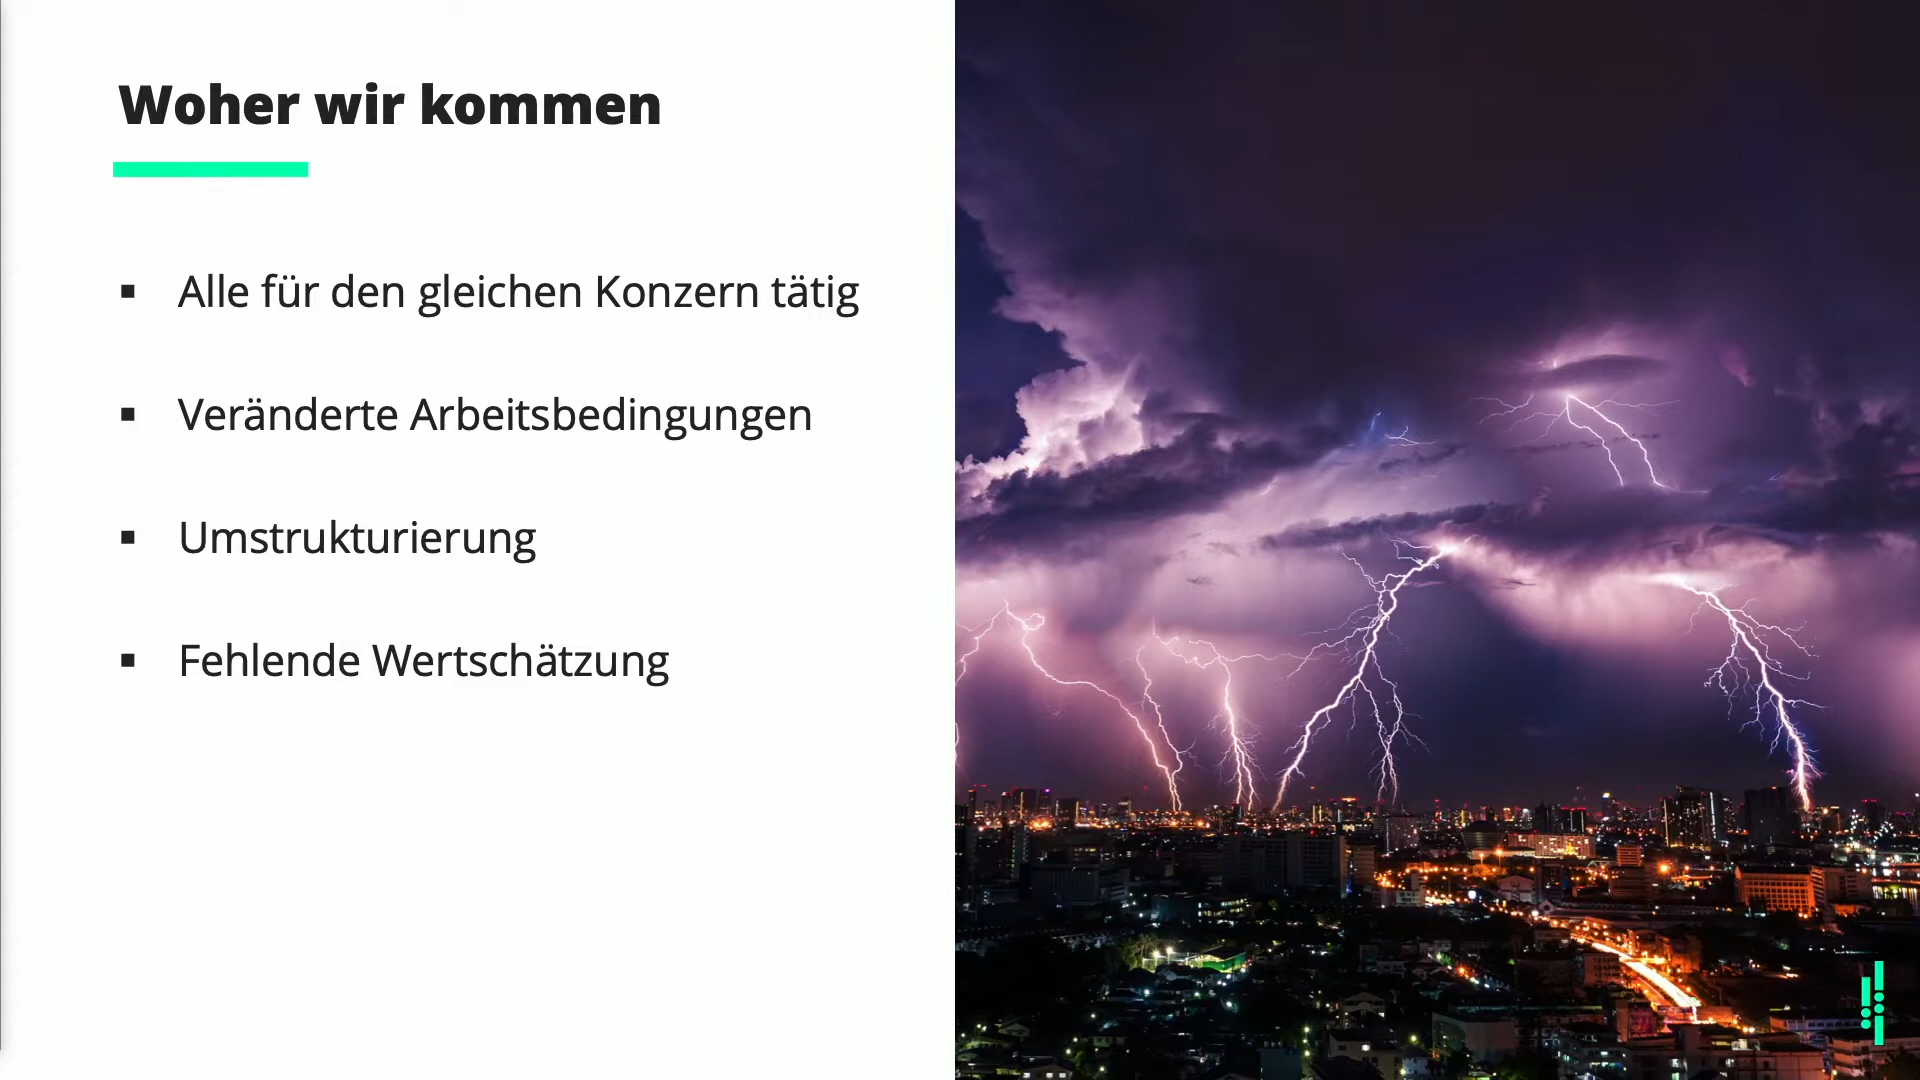 Woher wir kommen
▪ Alle für den gleichen Konzern tätig
▪ Veränderte Arbeitsbedingungen
▪ Umstrukturierung
▪ Fehlende Wertschätzung